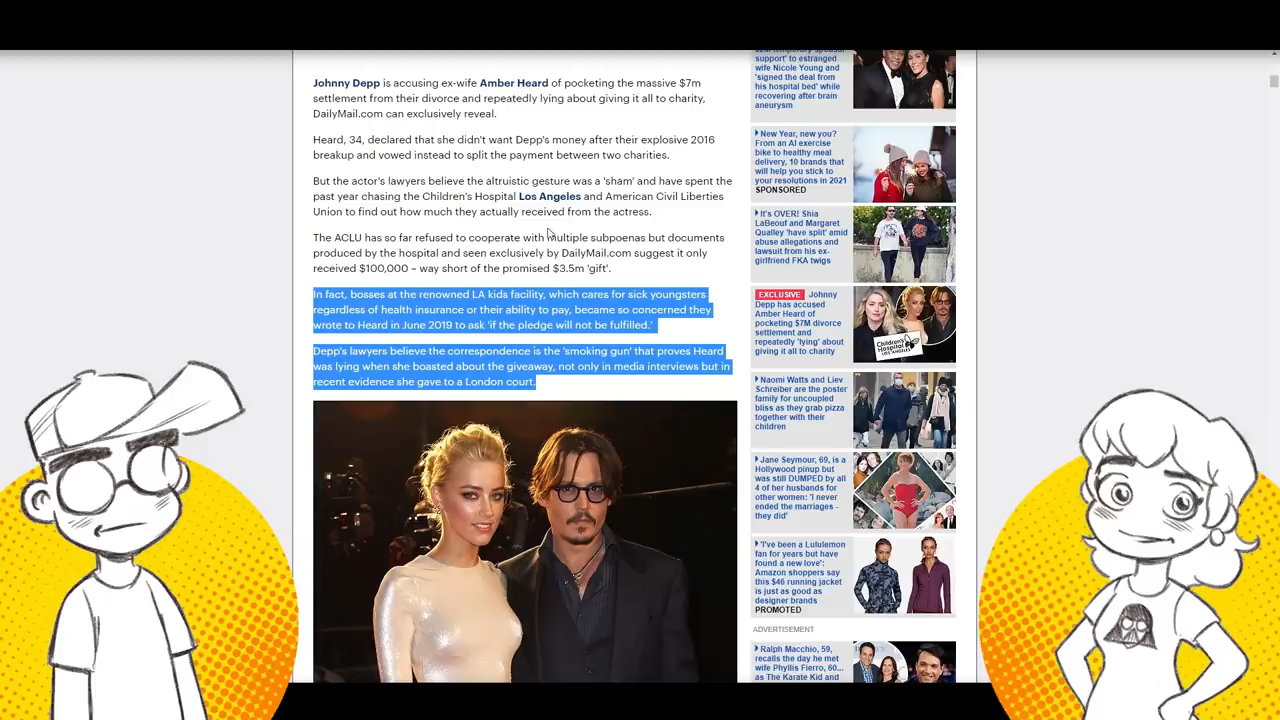 Johnny Depp is accusing ex-wife Amber Heard of pocketing the massive $7m
settlement from their divorce and repeatedly lying about giving it all to charity,
DailyMail.com can exclusively reveal.
Heard, 34, declared that she didn't want Depp's money after their explosive 2016
breakup and vowed instead to split the payment between two charities.
But the actor's lawyers believe the altruistic gesture was a 'sham' and have spent the
past year chasing the Children's Hospital Los Angeles and American Civil Liberties
Union to find out how much they actually received from the actress.
The ACLU has so far refused to cooperate with multiple subpoenas but documents
produced by the hospital and seen exclusively by DailyMail.com suggest it only
received $100,000 – way short of the promised $3.5m 'gift'.
In fact, bosses at the renowned LA kids facility, which cares for sick youngsters
regardless of health insurance or their ability to pay, became so concerned they
wrote to Heard in June 2019 to ask 'if the pledge will not be fulfilled.'
Depp's lawyers believe the correspondence is the 'smoking gun' that proves Heard
was lying when she boasted about the giveaway, not only in media interviews but in
recent evidence she gave to a London court.
support' to estranged
wife Nicole Young and
'signed the deal from
his hospital bed' while
recovering after brain
aneurysm
New Year, new you?
From an AI exercise
bike to healthy meal
delivery, 10 brands that
will help you stick to
your resolutions in 2021
SPONSORED
It's OVER! Shia
LaBeouf and Margaret
Qualley 'have split' amid
abuse allegations and
lawsuit from his ex-
girlfriend FKA twigs
EXCLUSIVE Johnny
Depp has accused
Amber Heard of
pocketing $7M divorce
settlement and
repeatedly 'lying' about
giving it all to charity
Children's
Hospital
LOS ANGELES
Naomi Watts and Liev
Schreiber are the poster
family for uncoupled
bliss as they grab pizza
together with their
children
Jane Seymour, 69, is a
Hollywood pinup but
was still DUMPED by all
4 of her husbands for
other women: 'I never
ended the marriages -
they did'
'I've been a Lululemon
fan for years but have
found a new love':
Amazon shoppers say
this $46 running jacket
is just as good as
designer brands
PROMOTED
ADVERTISEMENT
Ralph Macchio, 59,
recalls the day he met
wife Phyllis Fierro, 60...
as The Karate Kid and